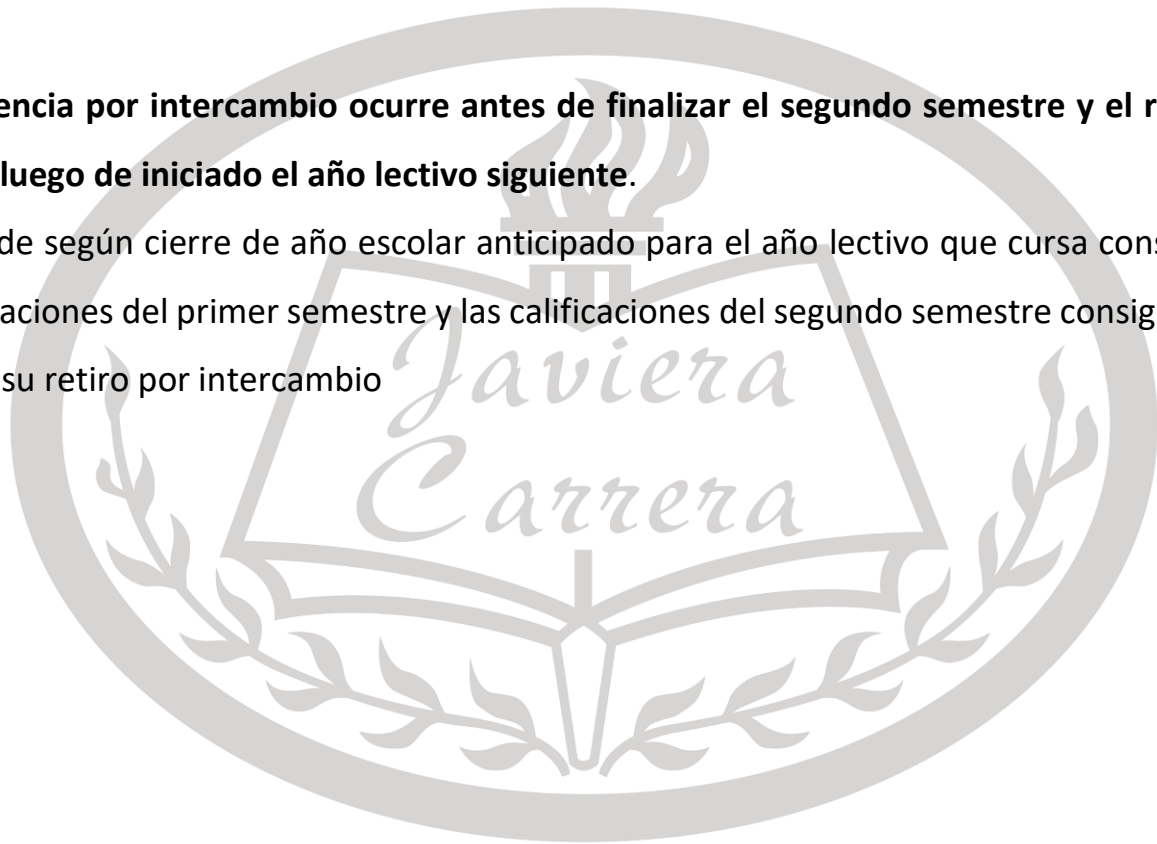 encia por intercambio ocurre antes de finalizar el segundo semestre y el r
luego de iniciado el año lectivo siguiente.
de según cierre de año escolar anticipado para el año lectivo que cursa cons
aciones del primer semestre y las calificaciones del segundo semestre consig
su retiro por intercambio
Javiera
Carrera